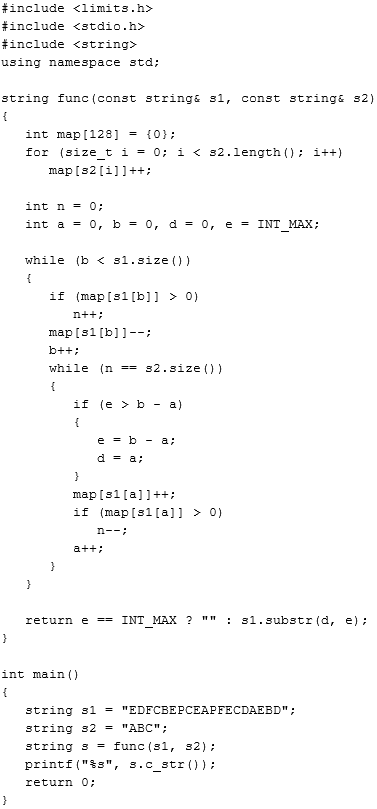 #include <limits.h>
#include <stdio.h>
#include <string>
using namespace std;
string func(const string& s1, const string& s2)
{
int map[128] = {0};
for (size_t i = 0; i < s2.length(); i++)
map[s2[i]]++;
int n = 0;
int a = 0, b = 0, d = 0, e = INT_MAX;
while (b < s1.size())
{
if (map[s1[b]] > 0)
n++;
map[s1[b]]--;
b++;
while (n == s2.size())
{
if (e > b - a)
{
e = b - a;
d = a;
}
map[s1[a]]++;
if (map[s1[a]] > 0)
n--;
a++;
}
}
return e == INT_MAX ? "" : s1.substr(d, e);
}
int main()
{
string s1 = "EDFCBEPCEAPFECDAEBD";
string s2 = "ABC";
string s = func(s1, s2);
printf("%s", s.c_str());
return 0;
}